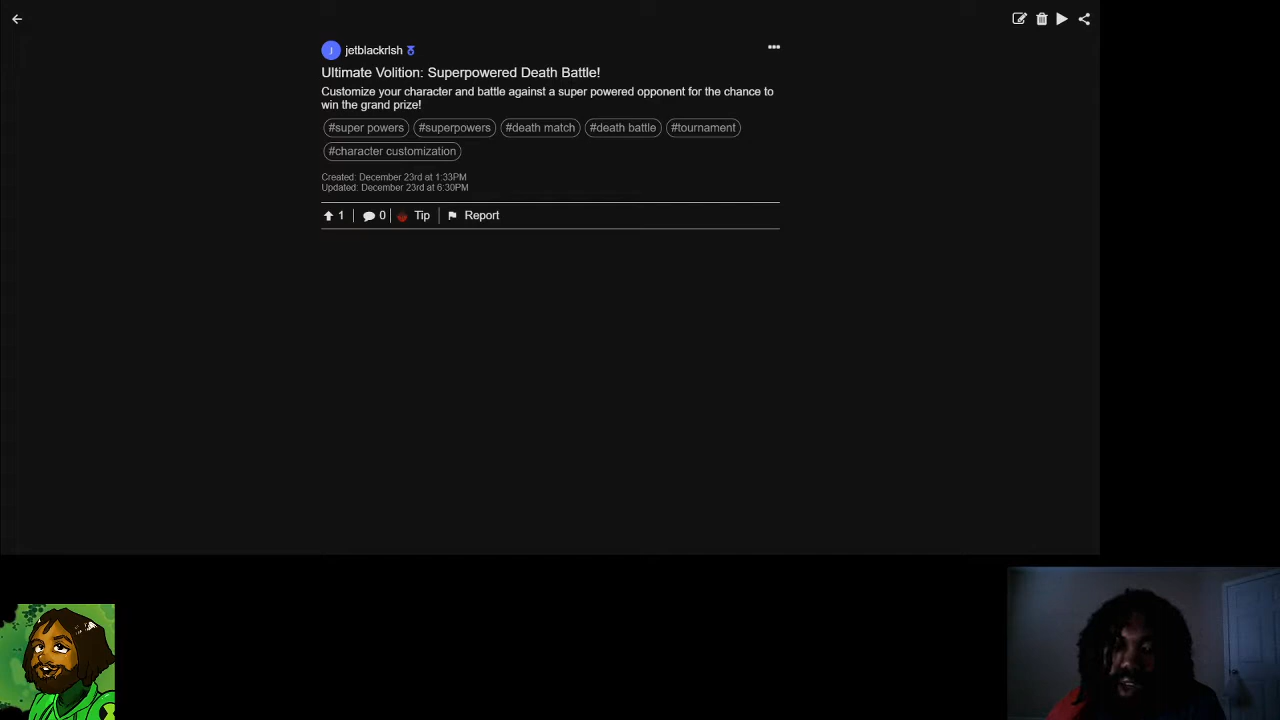 jetblackrlsh
Ultimate Volition: Superpowered Death Battle!
Customize your character and battle against a super powered opponent for the chance to
win the grand prize!
#super powers #superpowers #death match #death battle #tournament
#character customization
Created: December 23rd at 1:33PM
Updated: December 23rd at 6:30PM
1 0 Tip Report